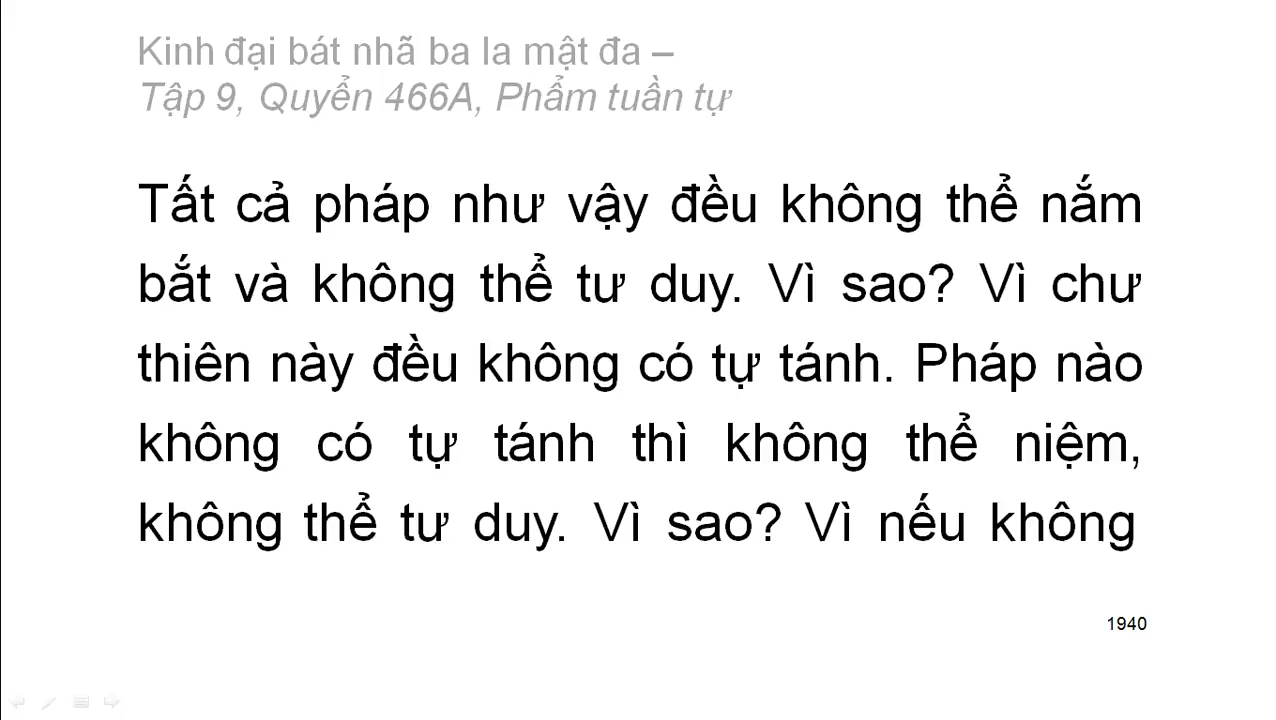 Kinh đại bát nhã ba la mật đa –
Tập 9, Quyển 466A, Phẩm tuần tự
Tất cả pháp như vậy đều không thể nắm
bắt và không thể tư duy. Vì sao? Vì chư
thiên này đều không có tự tánh. Pháp nào
không có tự tánh thì không thể niệm,
không thể tư duy. Vì sao? Vì nếu không
1940